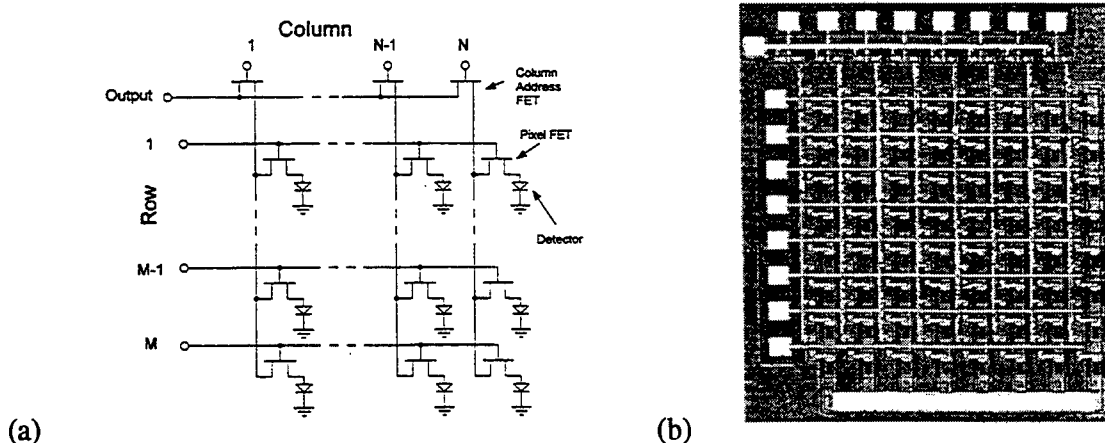 Column
1 N-1 N
Column
Address
FET
Output
1
Pixel FET
Row
Detector
M-1
M
(a) (b)